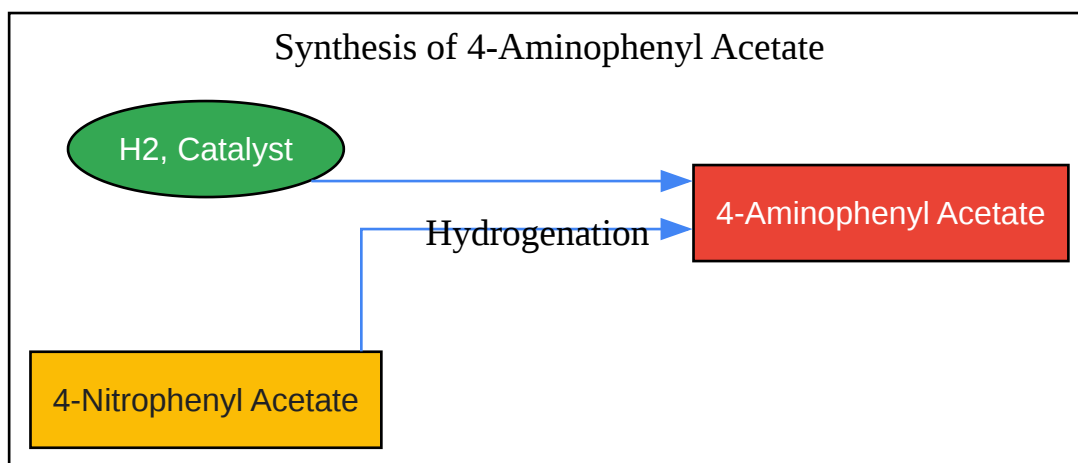 Synthesis of 4-Aminophenyl Acetate
H2, Catalyst
4-Aminophenyl Acetate
Hydrogenation
4-Nitrophenyl Acetate